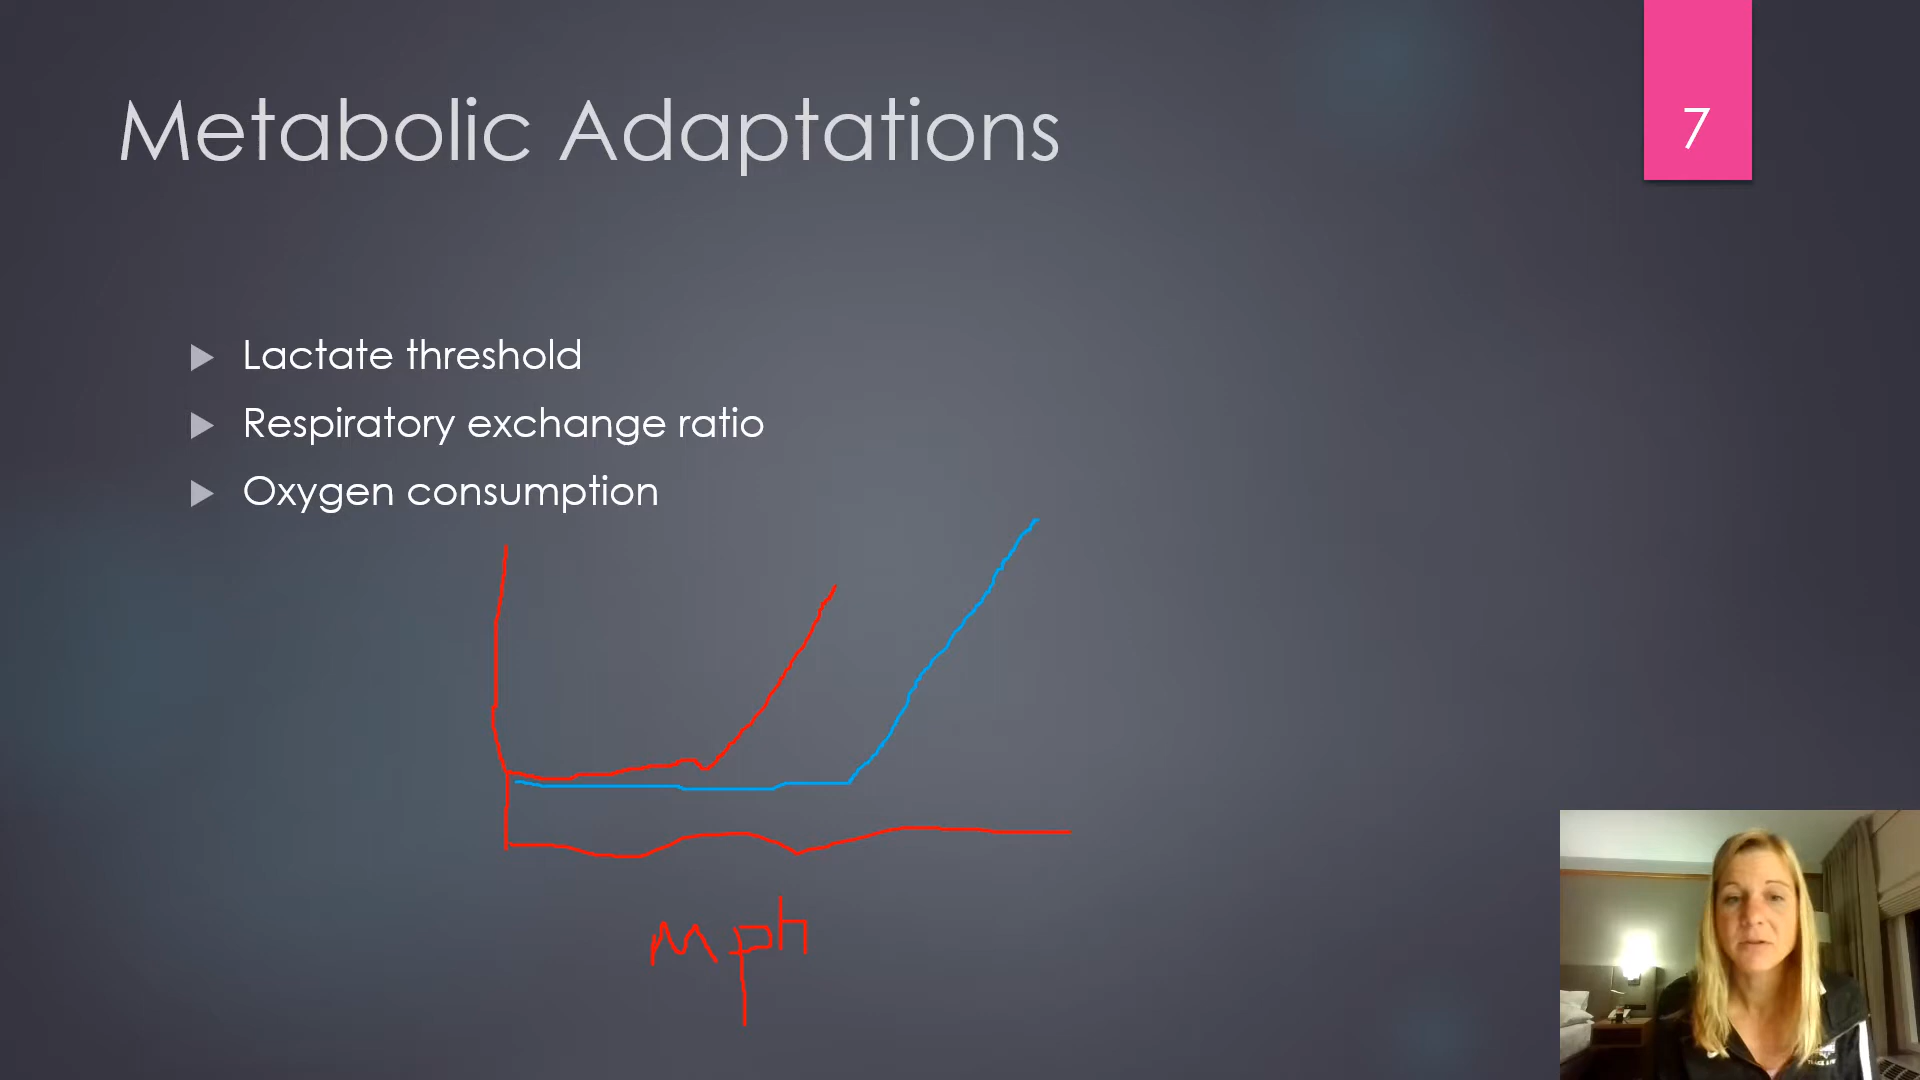 Metabolic Adaptations
7
Lactate threshold
Respiratory exchange ratio
Oxygen consumption
mph